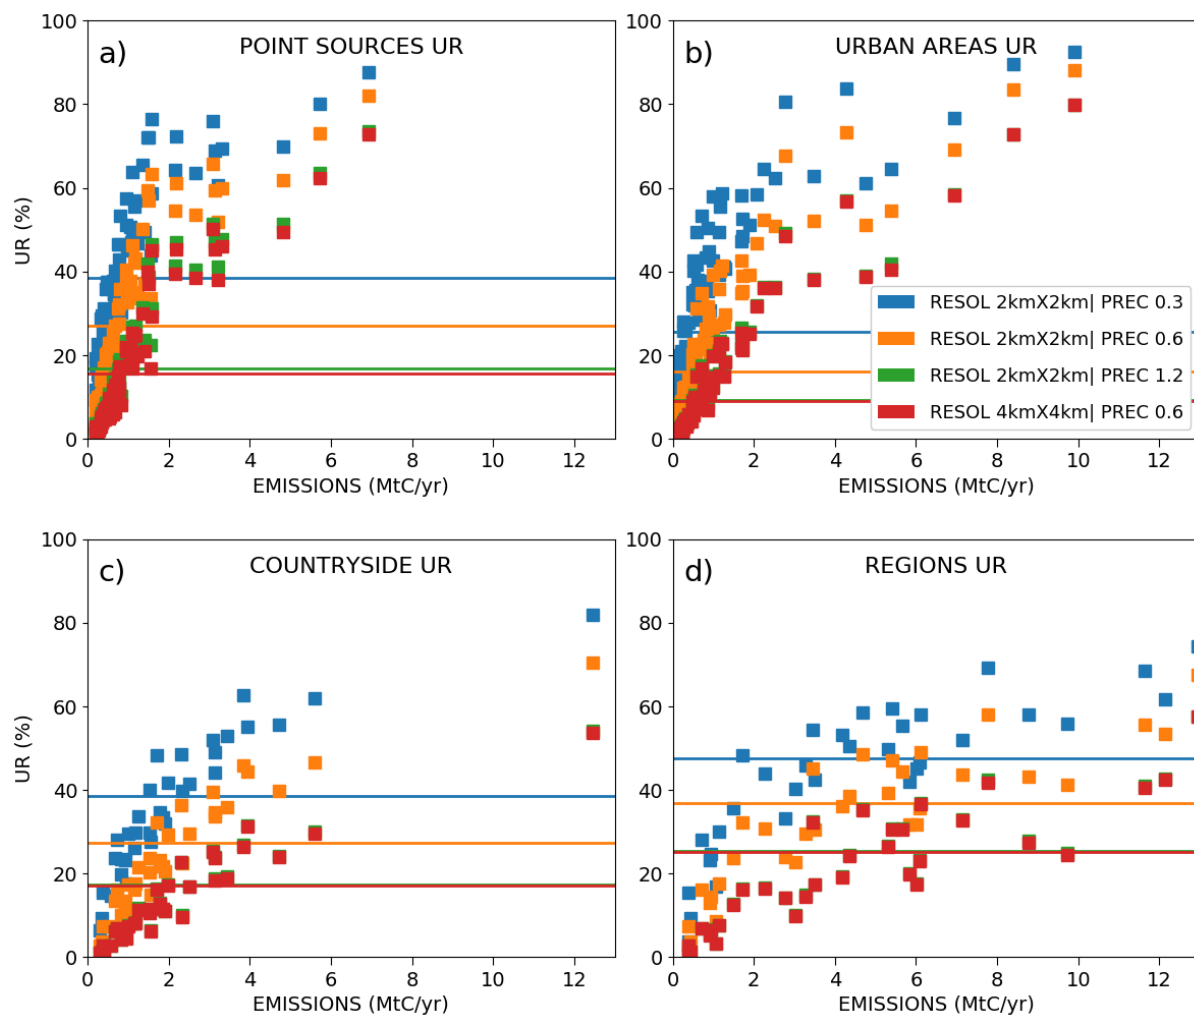 a) POINT SOURCES UR
100
80
60
40
20
0
UR (%)
0 2 4 6 8 10 12
EMISSIONS (MtC/yr)
b) URBAN AREAS UR
100
80
60
40
20
0
RESOL 2kmX2km| PREC 0.3
RESOL 2kmX2km| PREC 0.6
RESOL 2kmX2km| PREC 1.2
RESOL 4kmX4km| PREC 0.6
0 2 4 6 8 10 12
EMISSIONS (MtC/yr)
c) COUNTRYSIDE UR
100
80
60
40
20
0
UR (%)
0 2 4 6 8 10 12
EMISSIONS (MtC/yr)
d) REGIONS UR
100
80
60
40
20
0
0 2 4 6 8 10 12
EMISSIONS (MtC/yr)